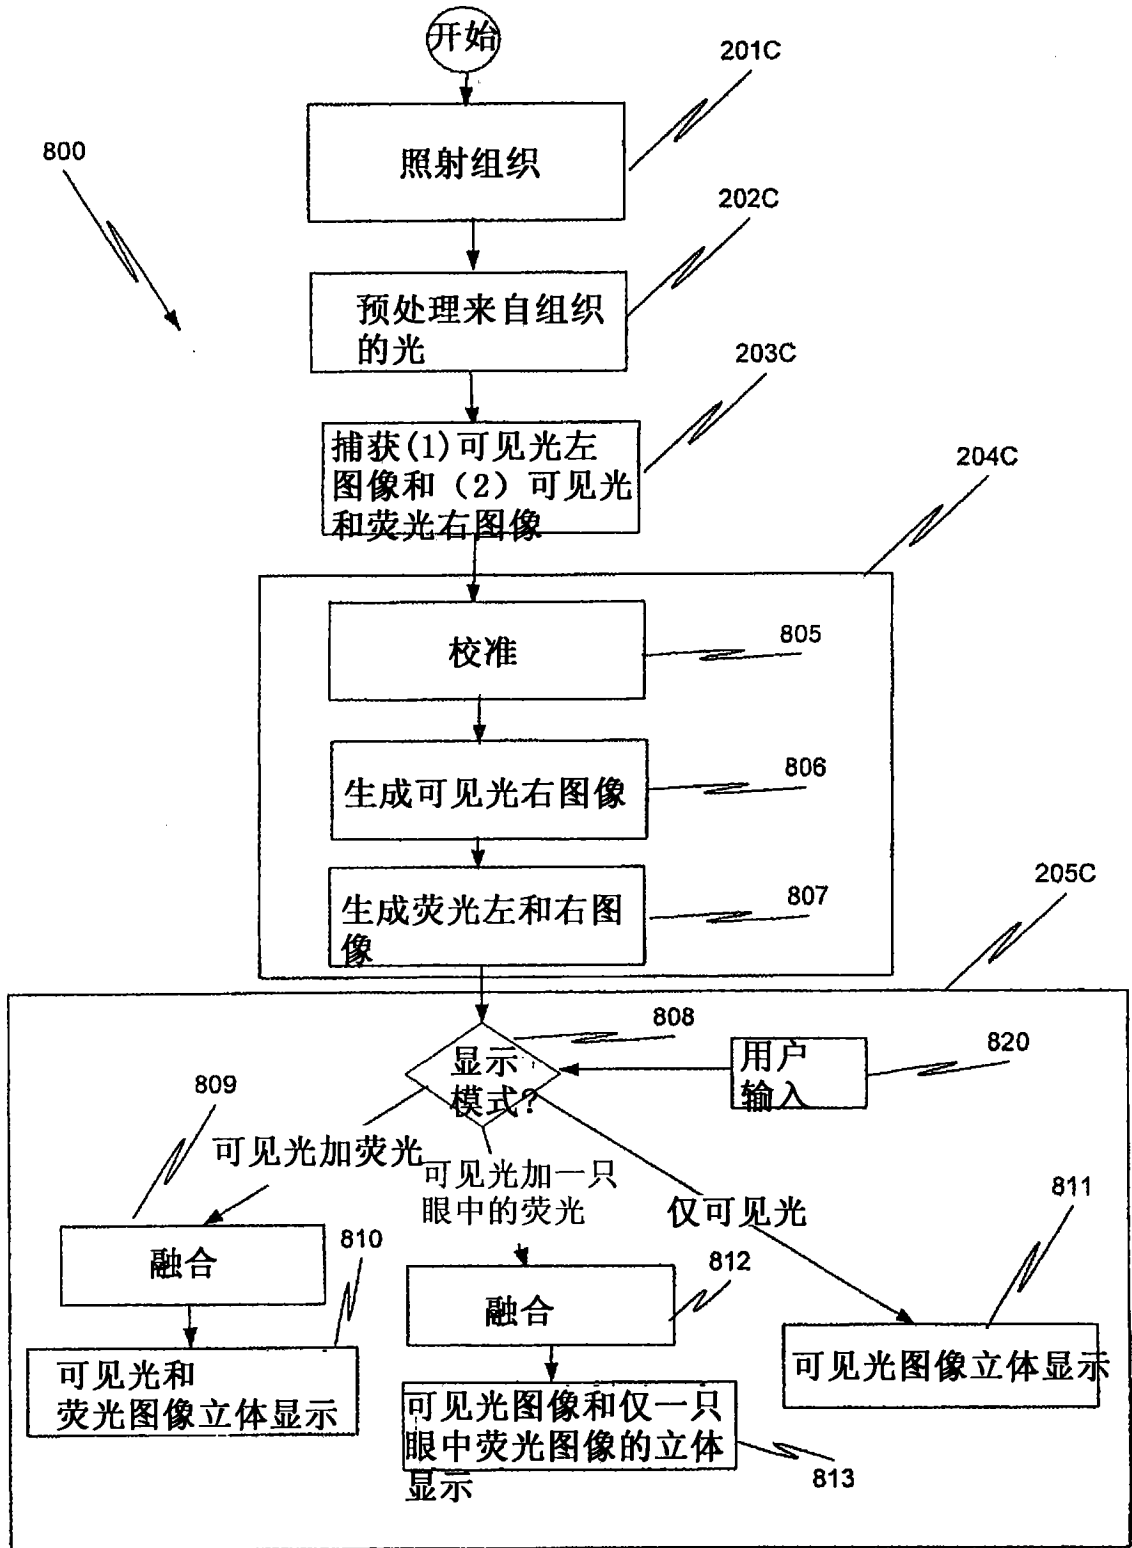 开始
201C
照射组织
800
202C
预处理来自组织
的光
203C
捕获(1)可见光左
图像和（2）可见光
和荧光右图像
204C
校准
805
生成可见光右图像
806
生成荧光左和右图
像
807
205C
显示
模式?
808
用户
输入
820
809
可见光加荧光
可见光加一只
眼中的荧光
仅可见光
811
融合
810
融合
812
可见光和
荧光图像立体显示
可见光图像立体显示
可见光图像和仅一只
眼中荧光图像的立体
显示
813